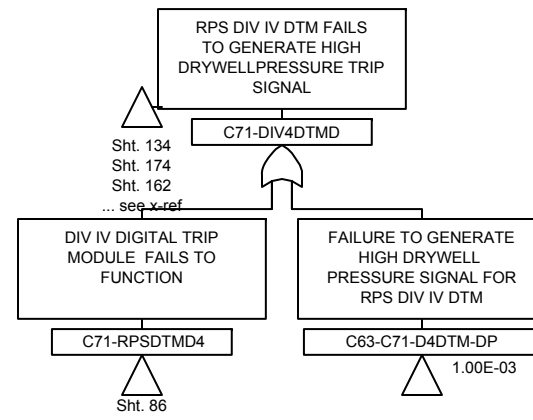 RPS DIV IV DTM FAILS
TO GENERATE HIGH
DRYWELLPRESSURE TRIP
SIGNAL
C71-DIV4DTMD
Sht. 134
Sht. 174
Sht. 162
... see x-ref
DIV IV DIGITAL TRIP
MODULE FAILS TO
FUNCTION
C71-RPSDTMD4
Sht. 86
FAILURE TO GENERATE
HIGH DRYWELL
PRESSURE SIGNAL FOR
RPS DIV IV DTM
C63-C71-D4DTM-DP
1.00E-03